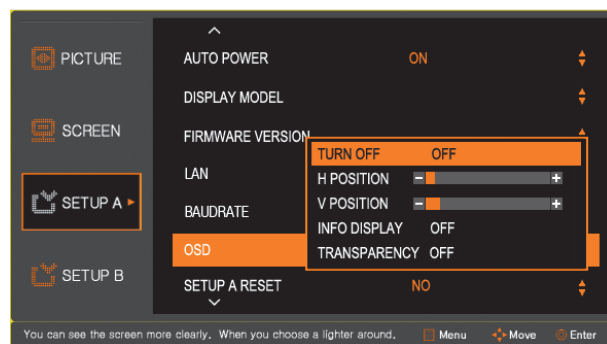 PICTURE
SCREEN
SETUP A
SETUP B
AUTO POWER ON
DISPLAY MODEL
FIRMWARE VERSION
LAN
BAUDRATE
OSD
SETUP A RESET NO
TURN OFF OFF
H POSITION - +
V POSITION - +
INFO DISPLAY OFF
TRANSPARENCY OFF
You can see the screen more clearly. When you choose a lighter around. Menu Move Enter